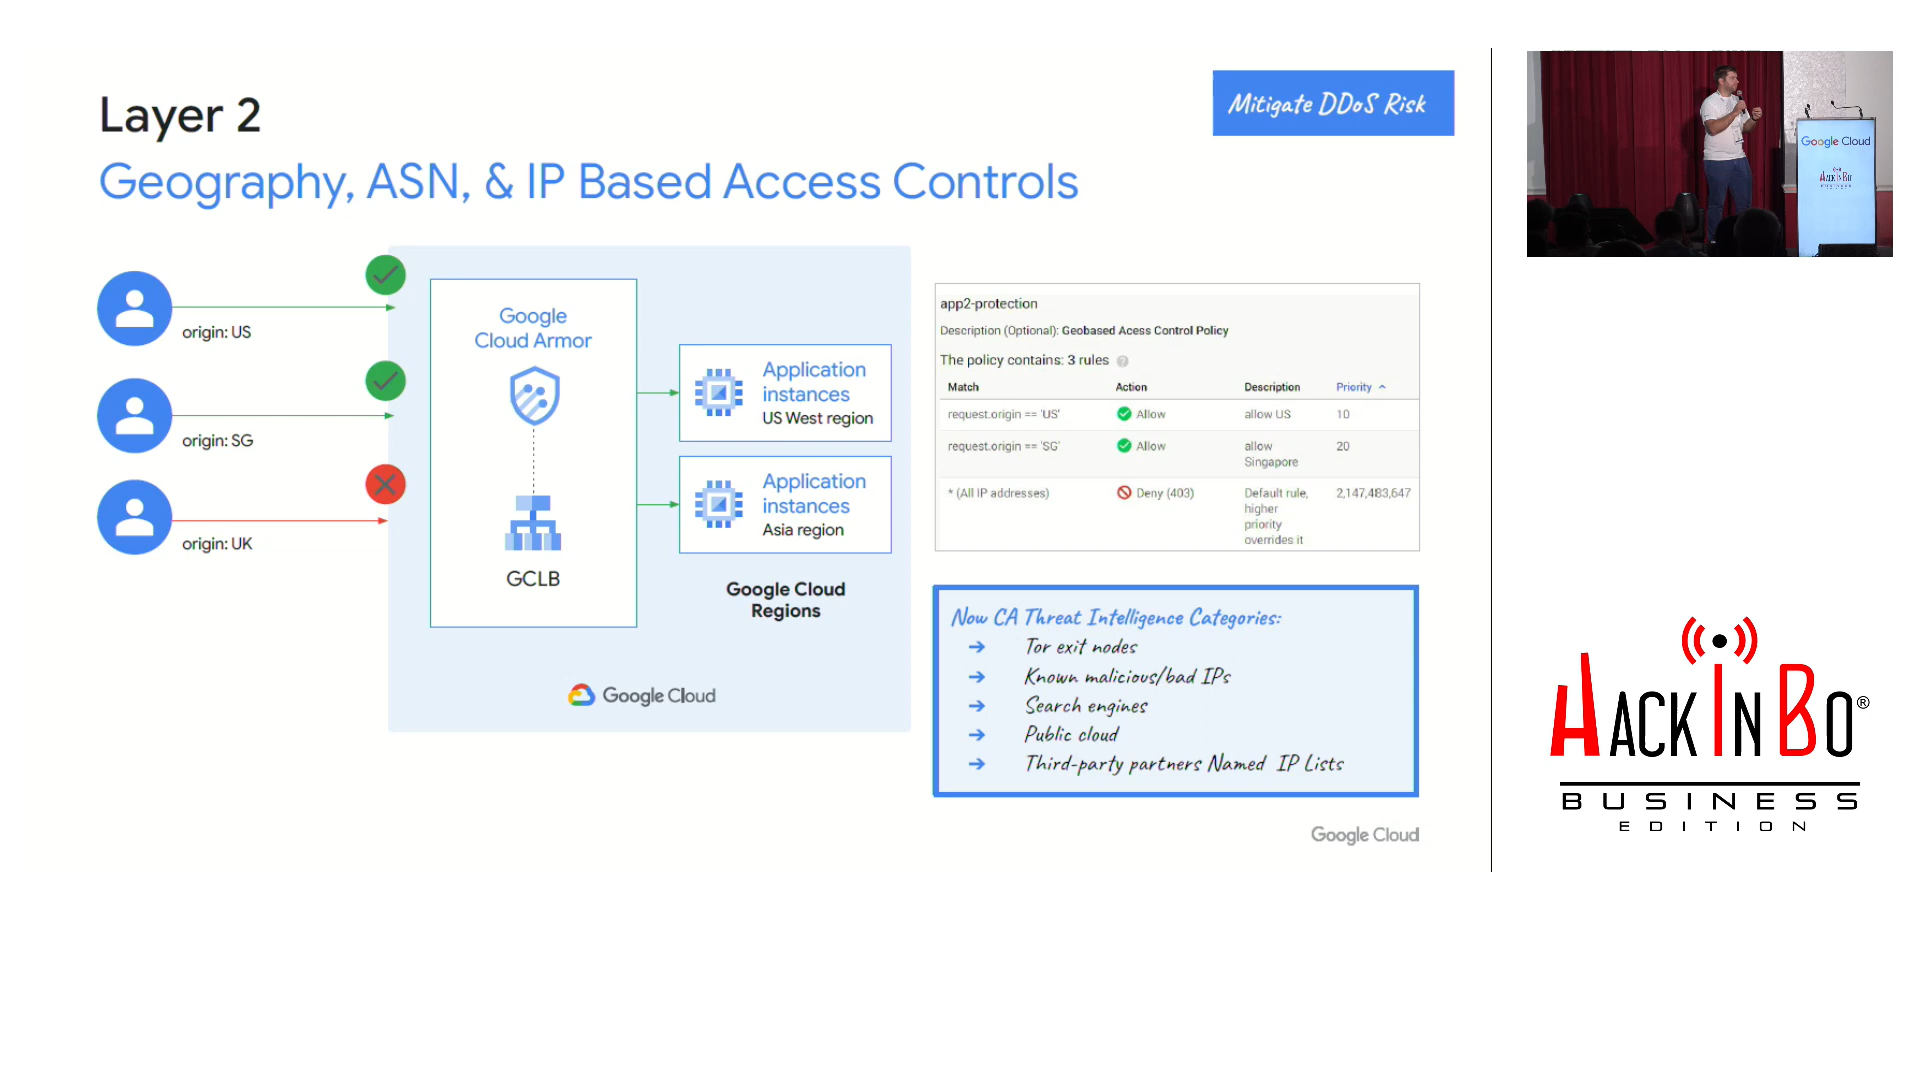 Layer 2
Mitigate DDoS Risk
Geography, ASN, & IP Based Access Controls
origin: US
origin: SG
origin: UK
Google
Cloud Armor
GCLB
Application
instances
US West region
Application
instances
Asia region
Google Cloud
Regions
Google Cloud
app2-protection
Description (Optional): Geobased Acess Control Policy
The policy contains: 3 rules ?
Match Action Description Priority
request.origin == 'US' Allow allow US 10
request.origin == 'SG' Allow allow 20
Singapore
* (All IP addresses) Deny (403) Default rule, 2,147,483,647
higher
priority
overrides it
Now CA Threat Intelligence Categories:
Tor exit nodes
Known malicious/bad IPs
Search engines
Public cloud
Third-party partners Named IP Lists
Google Cloud
Google Cloud
HACKINBO
HACKINBO®
BUSINESS
EDITION